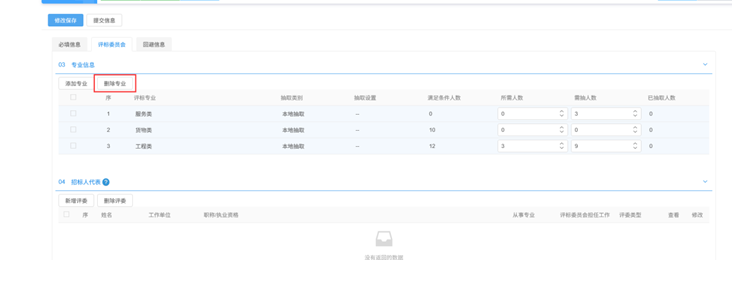 修改保存 提交信息
必填信息 评标委员会 回避信息
03 专业信息
添加专业 删除专业
序 评标专业 抽取类别 抽取设置 满足条件人数 所需人数 需抽人数 已抽取人数
1 服务类 本地抽取 -- 0 0 3 0
2 货物类 本地抽取 -- 10 0 0 0
3 工程类 本地抽取 -- 12 3 9 0
04 招标人代表 ?
新增评委 删除评委
序 姓名 工作单位 职称/执业资格 从事专业 评标委员会担任工作 评委类型 查看 修改
没有返回的数据